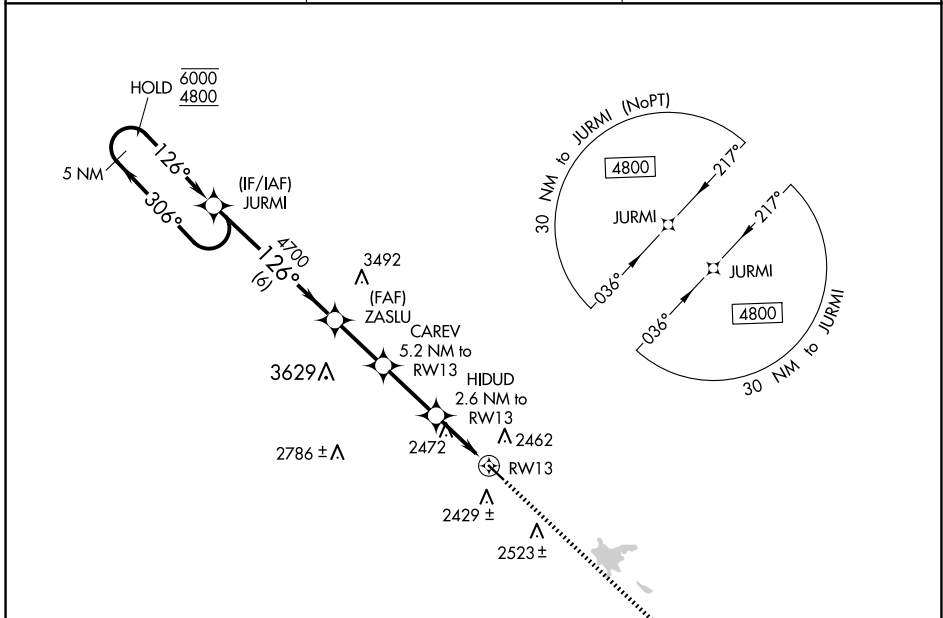 HOLD 6000
4800
5 NM
126°
306°
(IF/IAF)
JURMI
4700
126°
(6)
3492
(FAF)
ZASLU
CAREV
5.2 NM to
RW13
3629
HIDUD
2.6 NM to
RW13
2472
2462
2786 ±
RW13
2429 ±
2523 ±
30 NM to JURMI (NoPT)
4800
217°
JURMI
036°
217°
JURMI
036°
4800
30 NM to JURMI